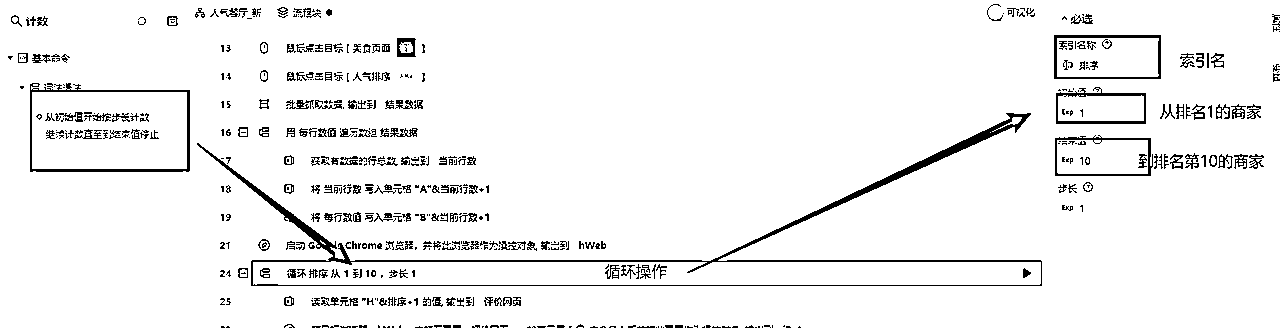 计数
人气餐厅_新
流程块
可视化
必选
基本命令
索引名称
排序
索引名
从初始值开始按步长计数
继续计数直至到结束值停止
13 鼠标点击目标 [ 美食页面 ]
14 鼠标点击目标 [ 人气排序 ]
15 批量抓取数据, 输出到 结果数据
16 用 每行数值 遍历数组 结果数据
获取有数据的行总数, 输出到 当前行数
18 将 当前行数 写入单元格 "A"&当前行数+1
19 将 每行数值 写入单元格 "B"&当前行数+1
21 启动 Chrome 浏览器，并将此浏览器作为操控对象, 输出到 hWeb
24 循环 排序 从 1 到 10 ，步长 1
循环操作
25 读取单元格 "H"&排序+1 的值, 输出到 评价网页
Exp 1
从排名1的商家
Exp 10
到排名第10的商家
步长
Exp 1